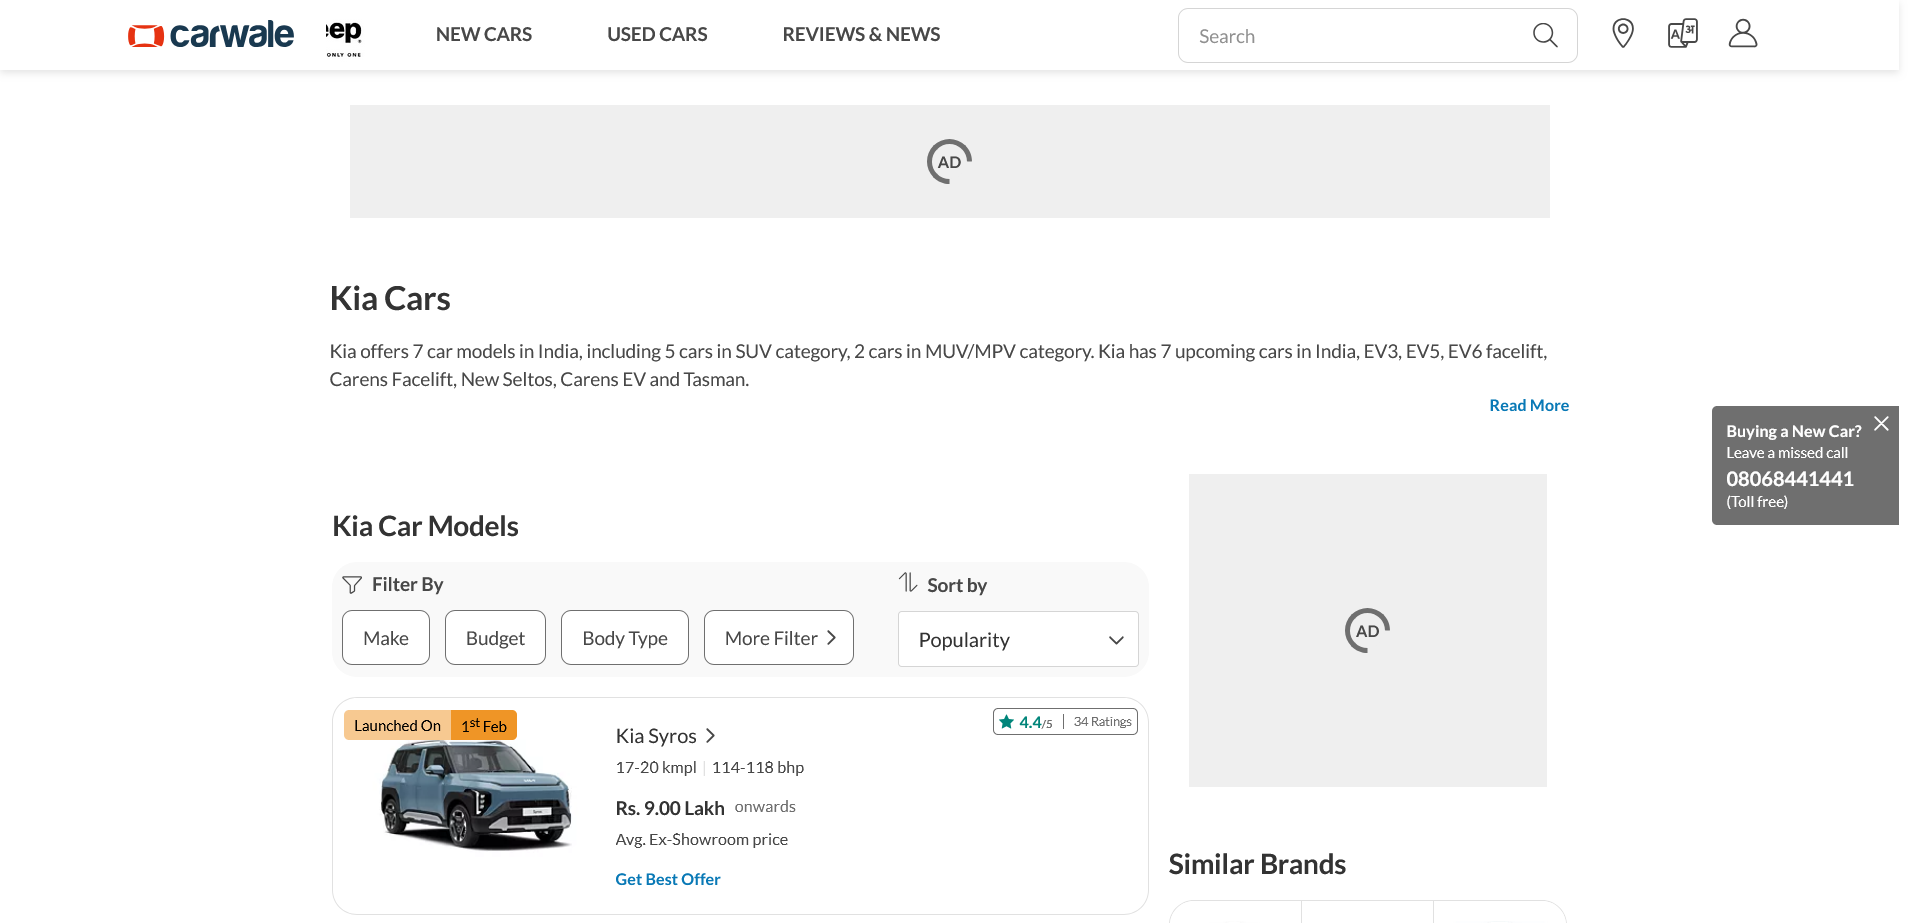 carwale
eep
ONLY ONE
NEW CARS
USED CARS
REVIEWS & NEWS
Search
A अ
AD
Kia Cars
Kia offers 7 car models in India, including 5 cars in SUV category, 2 cars in MUV/MPV category. Kia has 7 upcoming cars in India, EV3, EV5, EV6 facelift,
Carens Facelift, New Seltos, Carens EV and Tasman.
Read More
Buying a New Car?
Leave a missed call
08068441441
(Toll free)
Kia Car Models
Filter By
Sort by
Make
Budget
Body Type
More Filter
Popularity
AD
Launched On 1st Feb
4.4/5 | 34 Ratings
Kia Syros
17-20 kmpl | 114-118 bhp
Rs. 9.00 Lakh onwards
Avg. Ex-Showroom price
Get Best Offer
Similar Brands